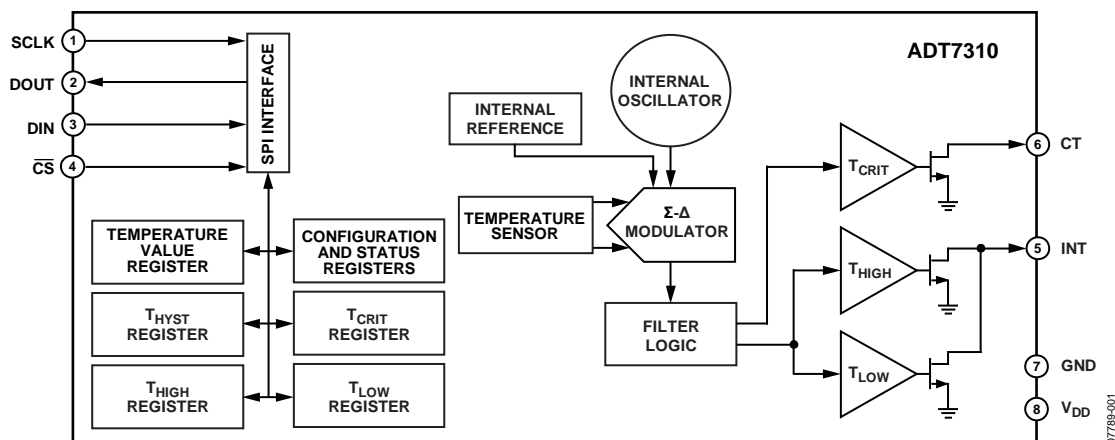 ADT7310
SCLK 1
DOUT 2
DIN 3
CS 4
SPI INTERFACE
TEMPERATURE
VALUE
REGISTER
CONFIGURATION
AND STATUS
REGISTERS
THYST
REGISTER
TCRIT
REGISTER
THIGH
REGISTER
TLOW
REGISTER
INTERNAL
REFERENCE
INTERNAL
OSCILLATOR
TEMPERATURE
SENSOR
Σ-Δ
MODULATOR
FILTER
LOGIC
TCRIT
THIGH
TLOW
6 CT
5 INT
7 GND
8 VDD
07789-001